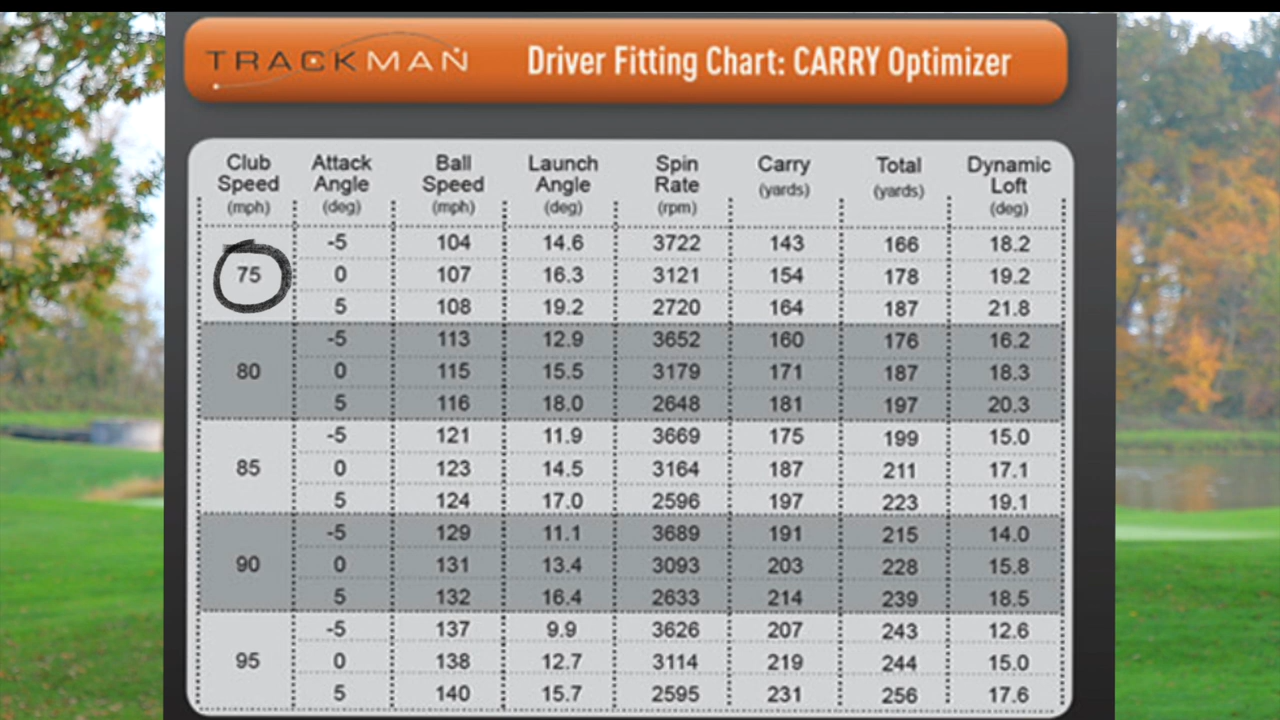 TRACKMAN Driver Fitting Chart: CARRY Optimizer
Club Speed (mph) Attack Angle (deg) Ball Speed (mph) Launch Angle (deg) Spin Rate (rpm) Carry (yards) Total (yards) Dynamic Loft (deg)
-5 104 14.6 3722 143 166 18.2
75 0 107 16.3 3121 154 178 19.2
5 108 19.2 2720 164 187 21.8
-5 113 12.9 3652 160 176 16.2
80 0 115 15.5 3179 171 187 18.3
5 116 18.0 2648 181 197 20.3
-5 121 11.9 3669 175 199 15.0
85 0 123 14.5 3164 187 211 17.1
5 124 17.0 2596 197 223 19.1
-5 129 11.1 3689 191 215 14.0
90 0 131 13.4 3093 203 228 15.8
5 132 16.4 2633 214 239 18.5
-5 137 9.9 3626 207 243 12.6
95 0 138 12.7 3114 219 244 15.0
5 140 15.7 2595 231 256 17.6